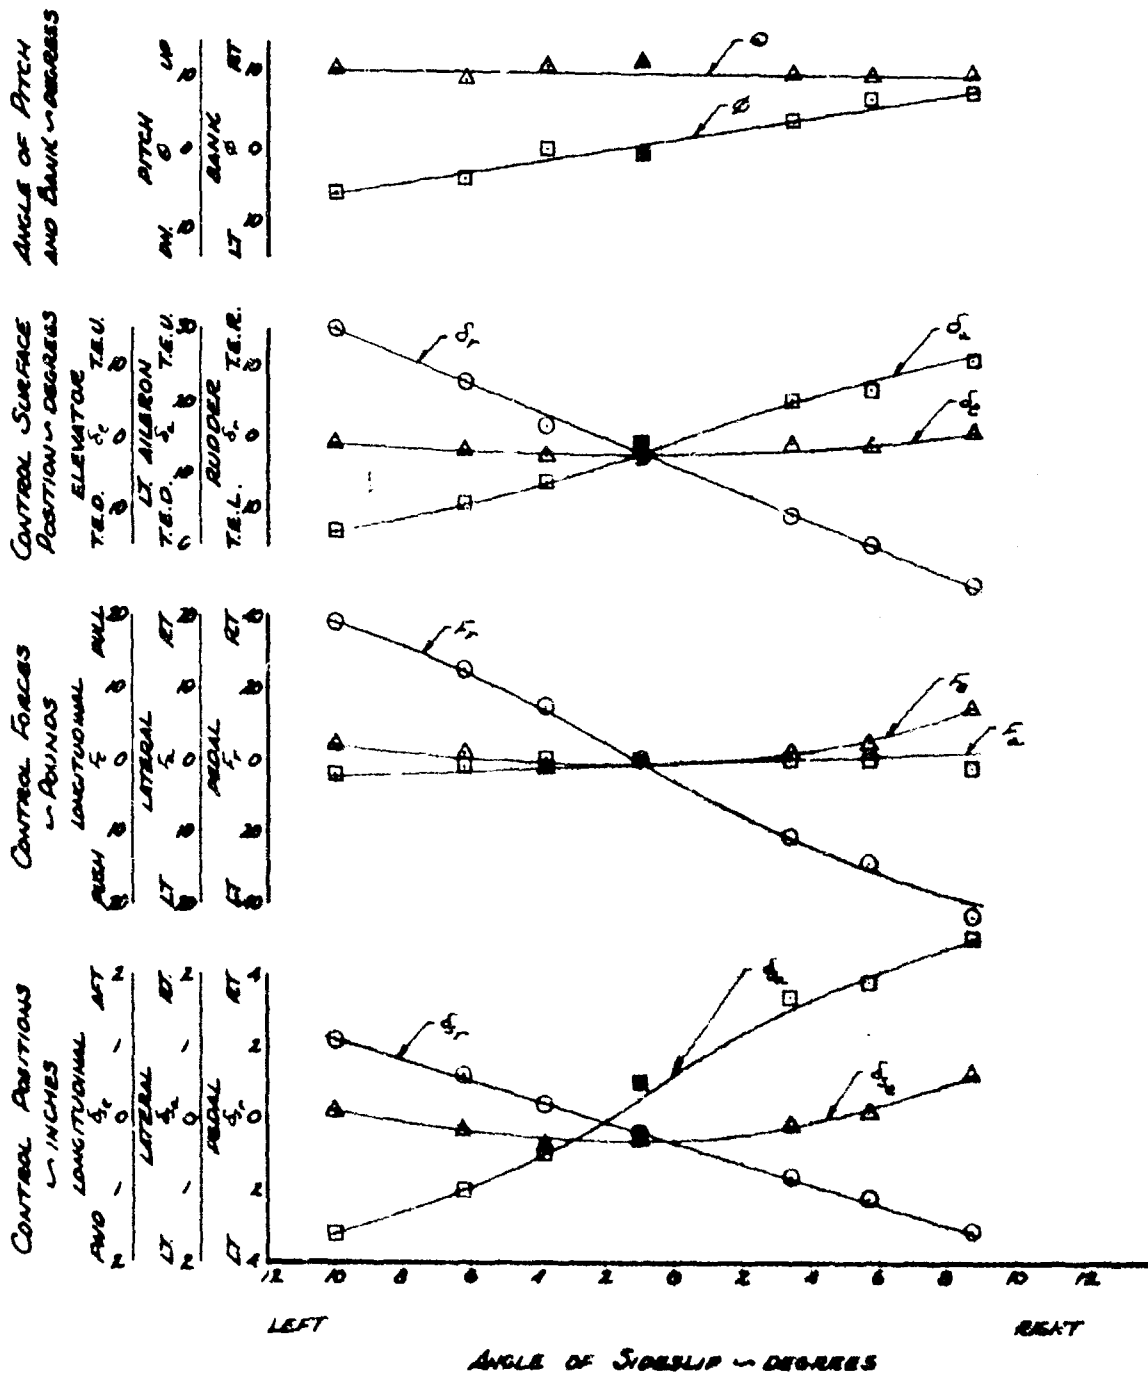 ANGLE OF PITCH
AND BANK ~ DEGREES
PITCH
θ
DN. 10 0 10 UP
BANK
ø
LT 10 0 10 RT
θ
ø
CONTROL SURFACE
POSITION ~ DEGREES
ELEVATOR
δe
T.E.D. 10 0 10 T.E.U.
LT. AILERON
T.E.D. 10 T.E.U.
RUDDER
δr
T.E.L. 10 0 10 T.E.R.
δr
δa
δe
CONTROL FORCES
~ POUNDS
LONGITUDINAL
Fe
PUSH 20 10 0 10 20 PULL
LATERAL
Fa
LT 20 10 0 10 20 RT
PEDAL
Fr
LT 40 20 0 20 40 RT
Fr
Fe
Fa
CONTROL POSITIONS
~ INCHES
LONGITUDINAL
δe
FWD 2 1 0 1 2 AFT
LATERAL
δa
LT. 2 1 0 1 2 RT.
PEDAL
δr
LT 4 2 0 2 4 RT
δr
δa
δe
12 10 8 6 4 2 0 2 4 6 8 10 12
LEFT RIGHT
ANGLE OF SIDESLIP ~ DEGREES